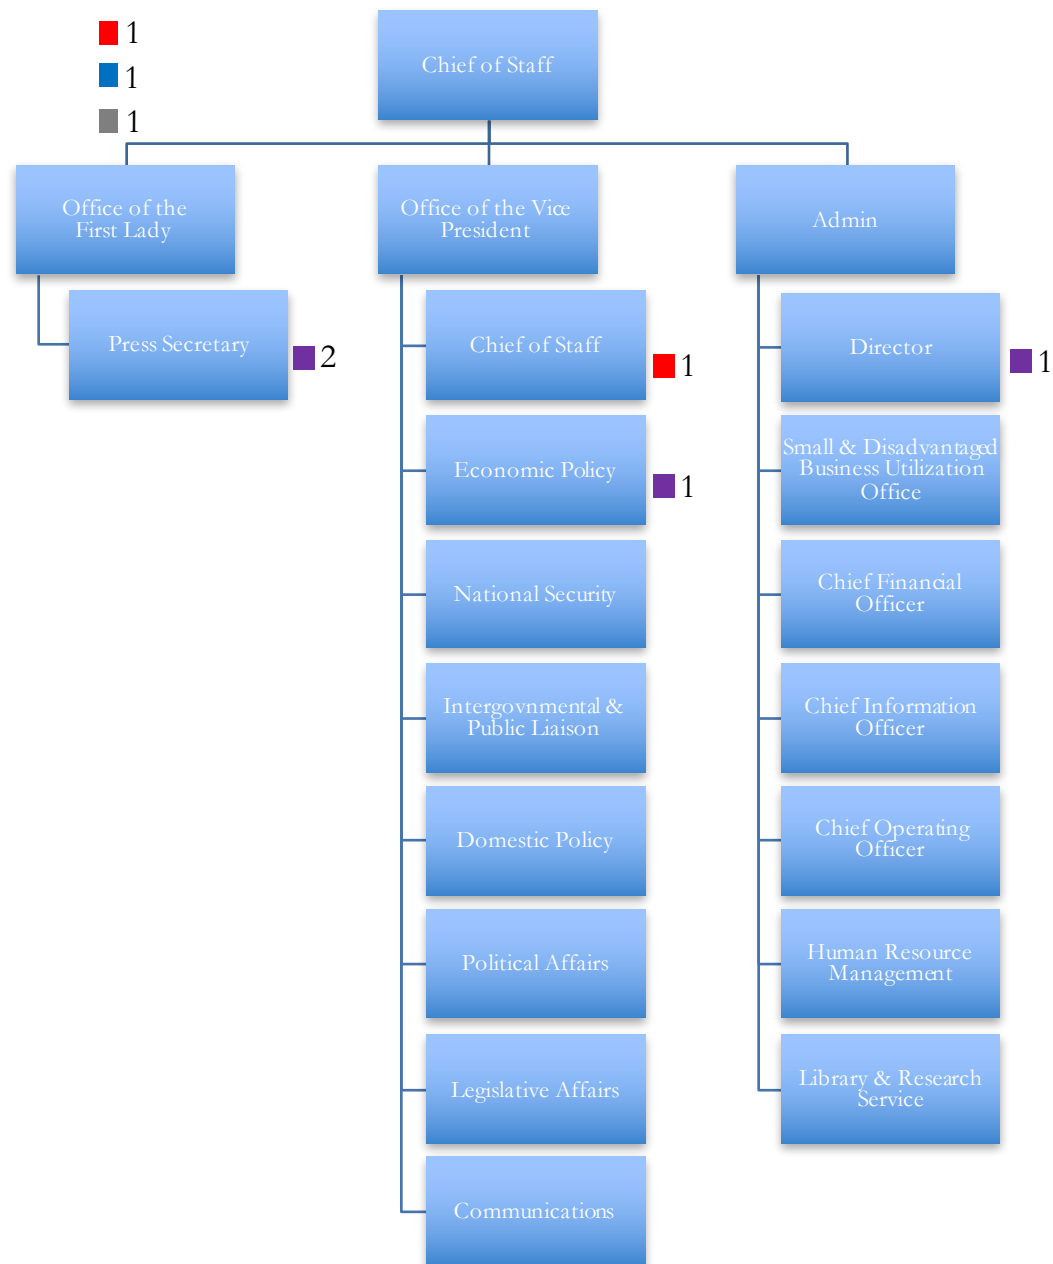 1
1
1
Chief of Staff
Office of the
First Lady
Press Secretary
2
Office of the Vice
President
Chief of Staff
1
Economic Policy
1
National Security
Intergovnmental &
Public Liaison
Domestic Policy
Political Affairs
Legislative Affairs
Communications
Admin
Director
1
Small & Disadvantaged
Business Utilization
Office
Chief Financial
Officer
Chief Information
Officer
Chief Operating
Officer
Human Resource
Management
Library & Research
Service